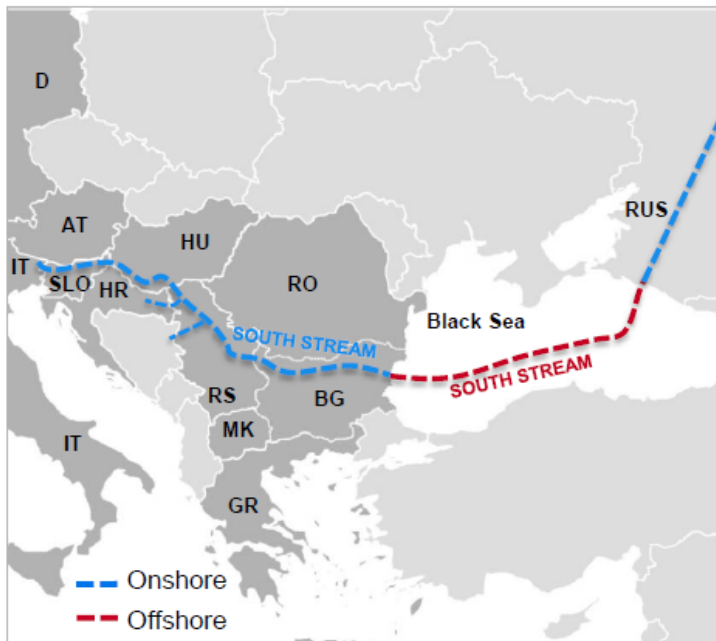 D
RUS
AT
HU
IT
SLO
HR
RO
Black Sea
SOUTH STREAM
SOUTH STREAM
RS
BG
MK
IT
GR
Onshore
Offshore